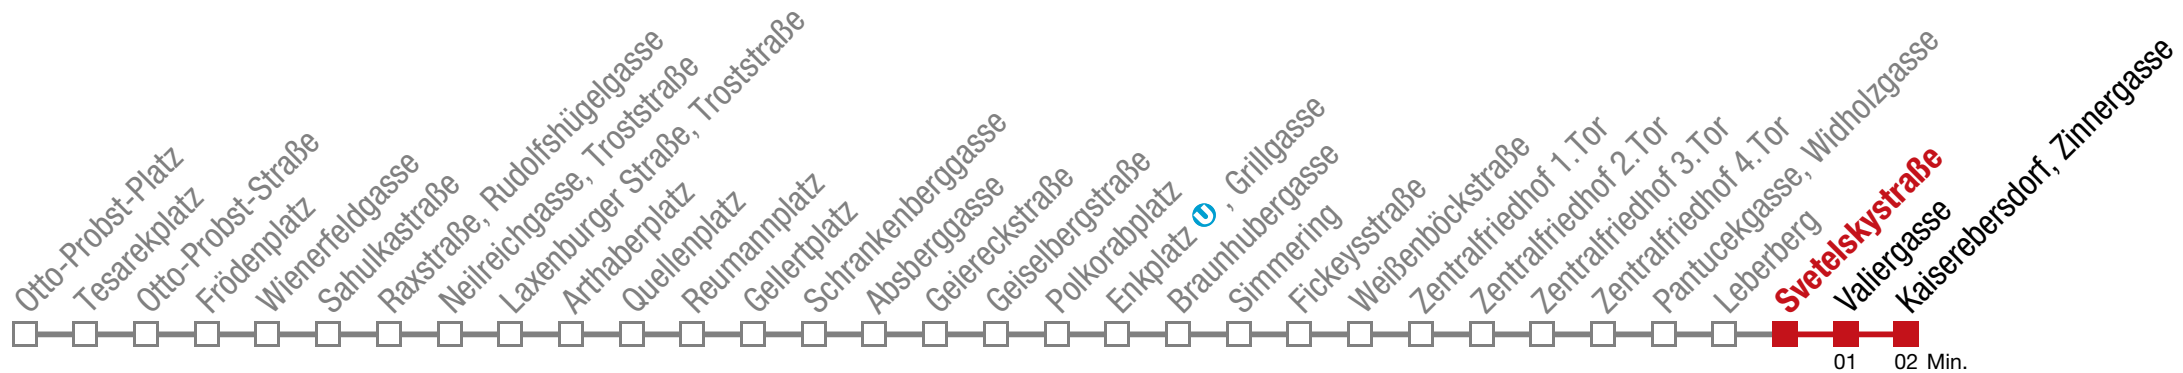 Otto-Probst-Platz
Tesarekplatz
Otto-Probst-Straße
Frödenplatz
Wienerfeldgasse
Sahulkastraße
Raxstraße, Rudolfshügelgasse
Neilreichgasse, Troststraße
Laxenburger Straße, Troststraße
Arthaberplatz
Quellenplatz
Reumannplatz
Gellertplatz
Schrankenberggasse
Absberggasse
Geiereckstraße
Geiselbergstraße
Polkorabplatz
Enkplatz U, Grillgasse
Braunhubergasse
Simmering
Fickeysstraße
Weißenböckstraße
Zentralfriedhof 1.Tor
Zentralfriedhof 2.Tor
Zentralfriedhof 3.Tor
Zentralfriedhof 4.Tor
Pantucekgasse, Widholzgasse
Leberberg
Svetelskystraße
Valiergasse
Kaiserebersdorf, Zinnergasse
01 02 Min.